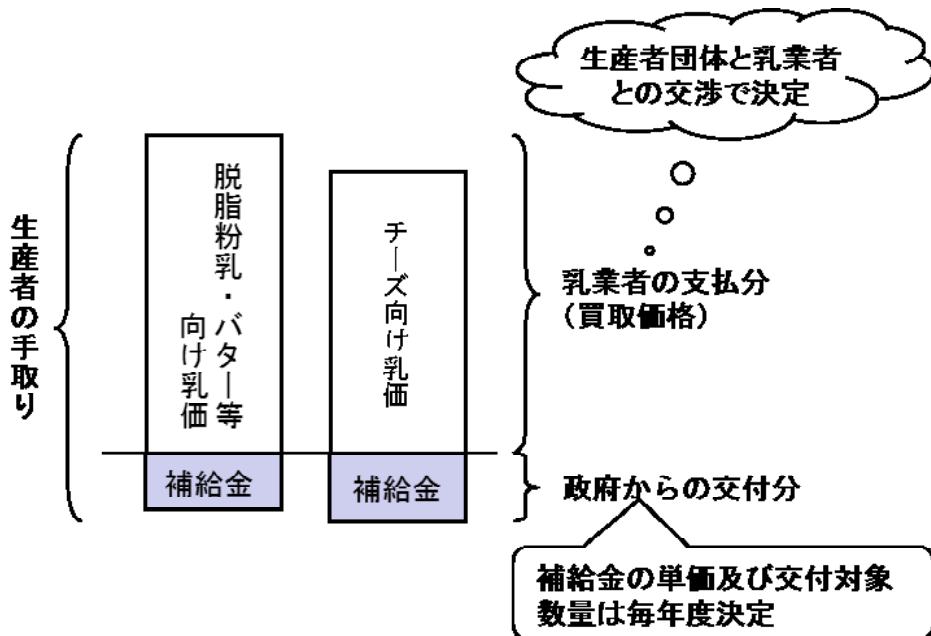 生産者団体と乳業者
との交渉で決定
生産者の手取り
脱脂粉乳・バター等
向け乳価
チーズ向け乳価
乳業者の支払分
（買取価格）
補給金
補給金
政府からの交付分
補給金の単価及び交付対象
数量は毎年度決定